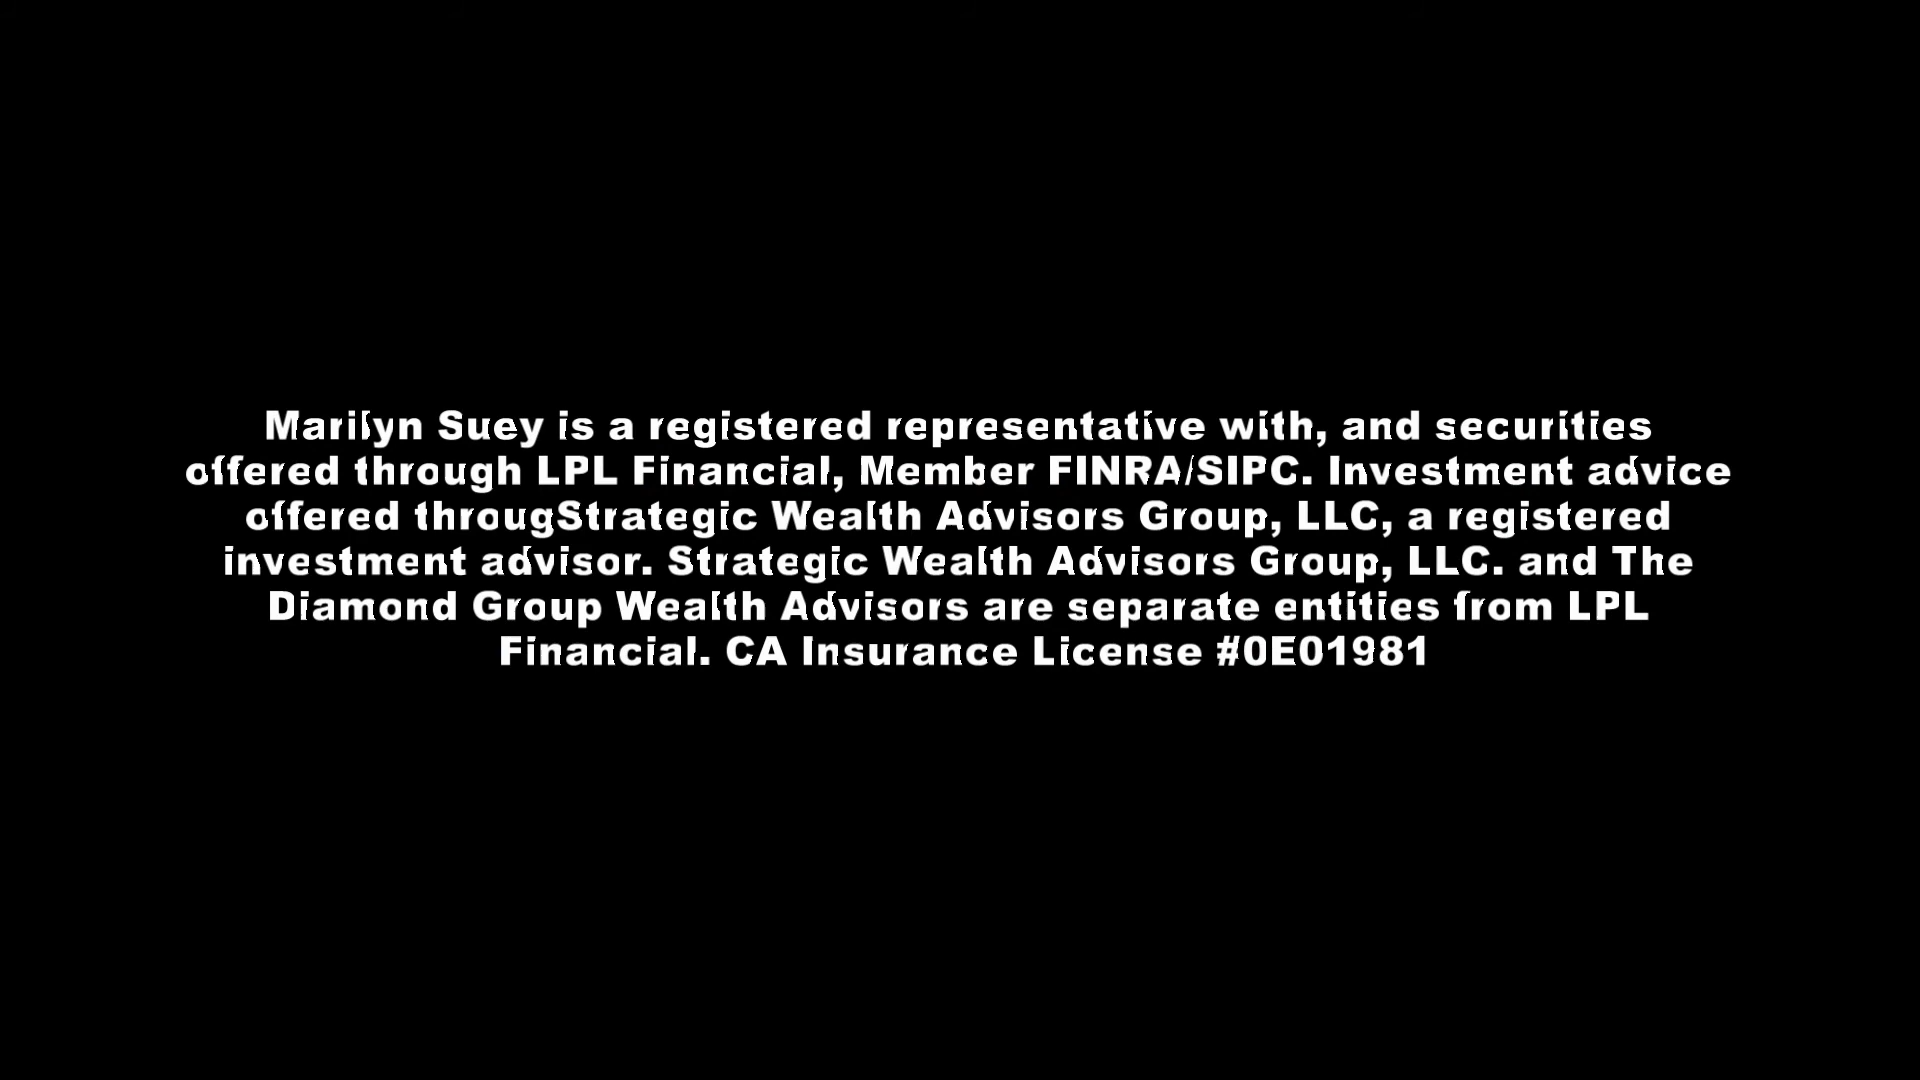 Marilyn Suey is a registered representative with, and securities
offered through LPL Financial, Member FINRA/SIPC. Investment advice
offered througStrategic Wealth Advisors Group, LLC, a registered
investment advisor. Strategic Wealth Advisors Group, LLC. and The
Diamond Group Wealth Advisors are separate entities from LPL
Financial. CA Insurance License #0E01981